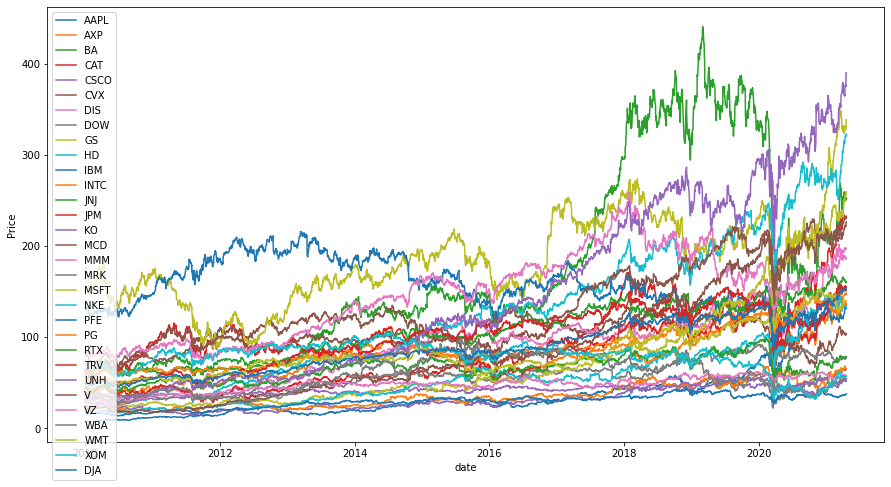 AAPL
AXP
BA
CAT
CSCO
CVX
DIS
DOW
GS
HD
IBM
INTC
JNJ
JPM
KO
MCD
MMM
MRK
MSFT
NKE
PFE
PG
RTX
TRV
UNH
V
VZ
WBA
WMT
XOM
DJA
Price
400
300
200
100
0
2012
2014
2016
2018
2020
date